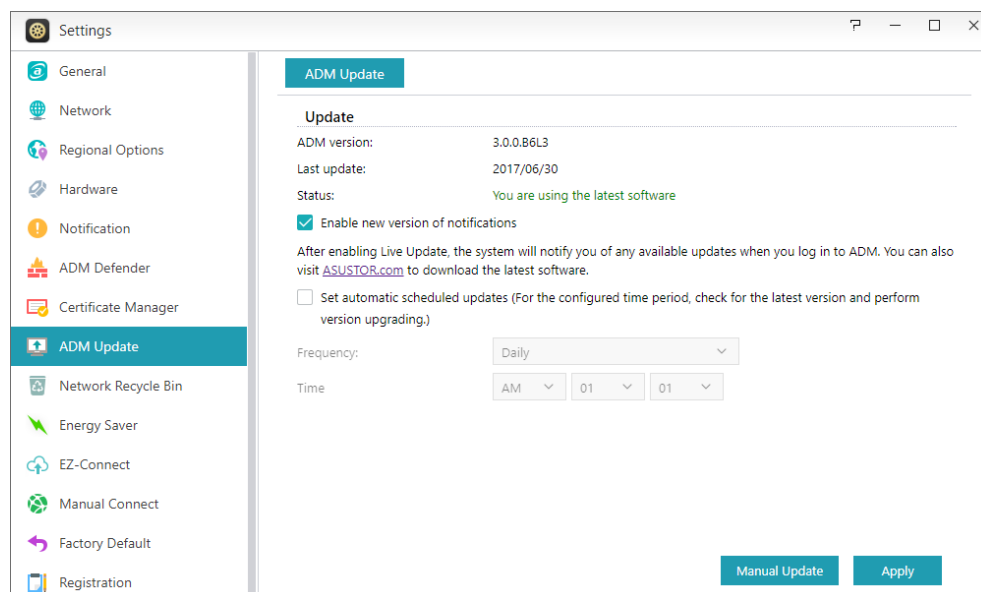 Settings
General
Network
Regional Options
Hardware
Notification
ADM Defender
Certificate Manager
ADM Update
Network Recycle Bin
Energy Saver
EZ-Connect
Manual Connect
Factory Default
Registration
ADM Update
Update
ADM version: 3.0.0.B6L3
Last update: 2017/06/30
Status: You are using the latest software
Enable new version of notifications
After enabling Live Update, the system will notify you of any available updates when you log in to ADM. You can also
visit ASUSTOR.com to download the latest software.
Set automatic scheduled updates (For the configured time period, check for the latest version and perform
version upgrading.)
Frequency: Daily
Time AM 01 01
Manual Update Apply